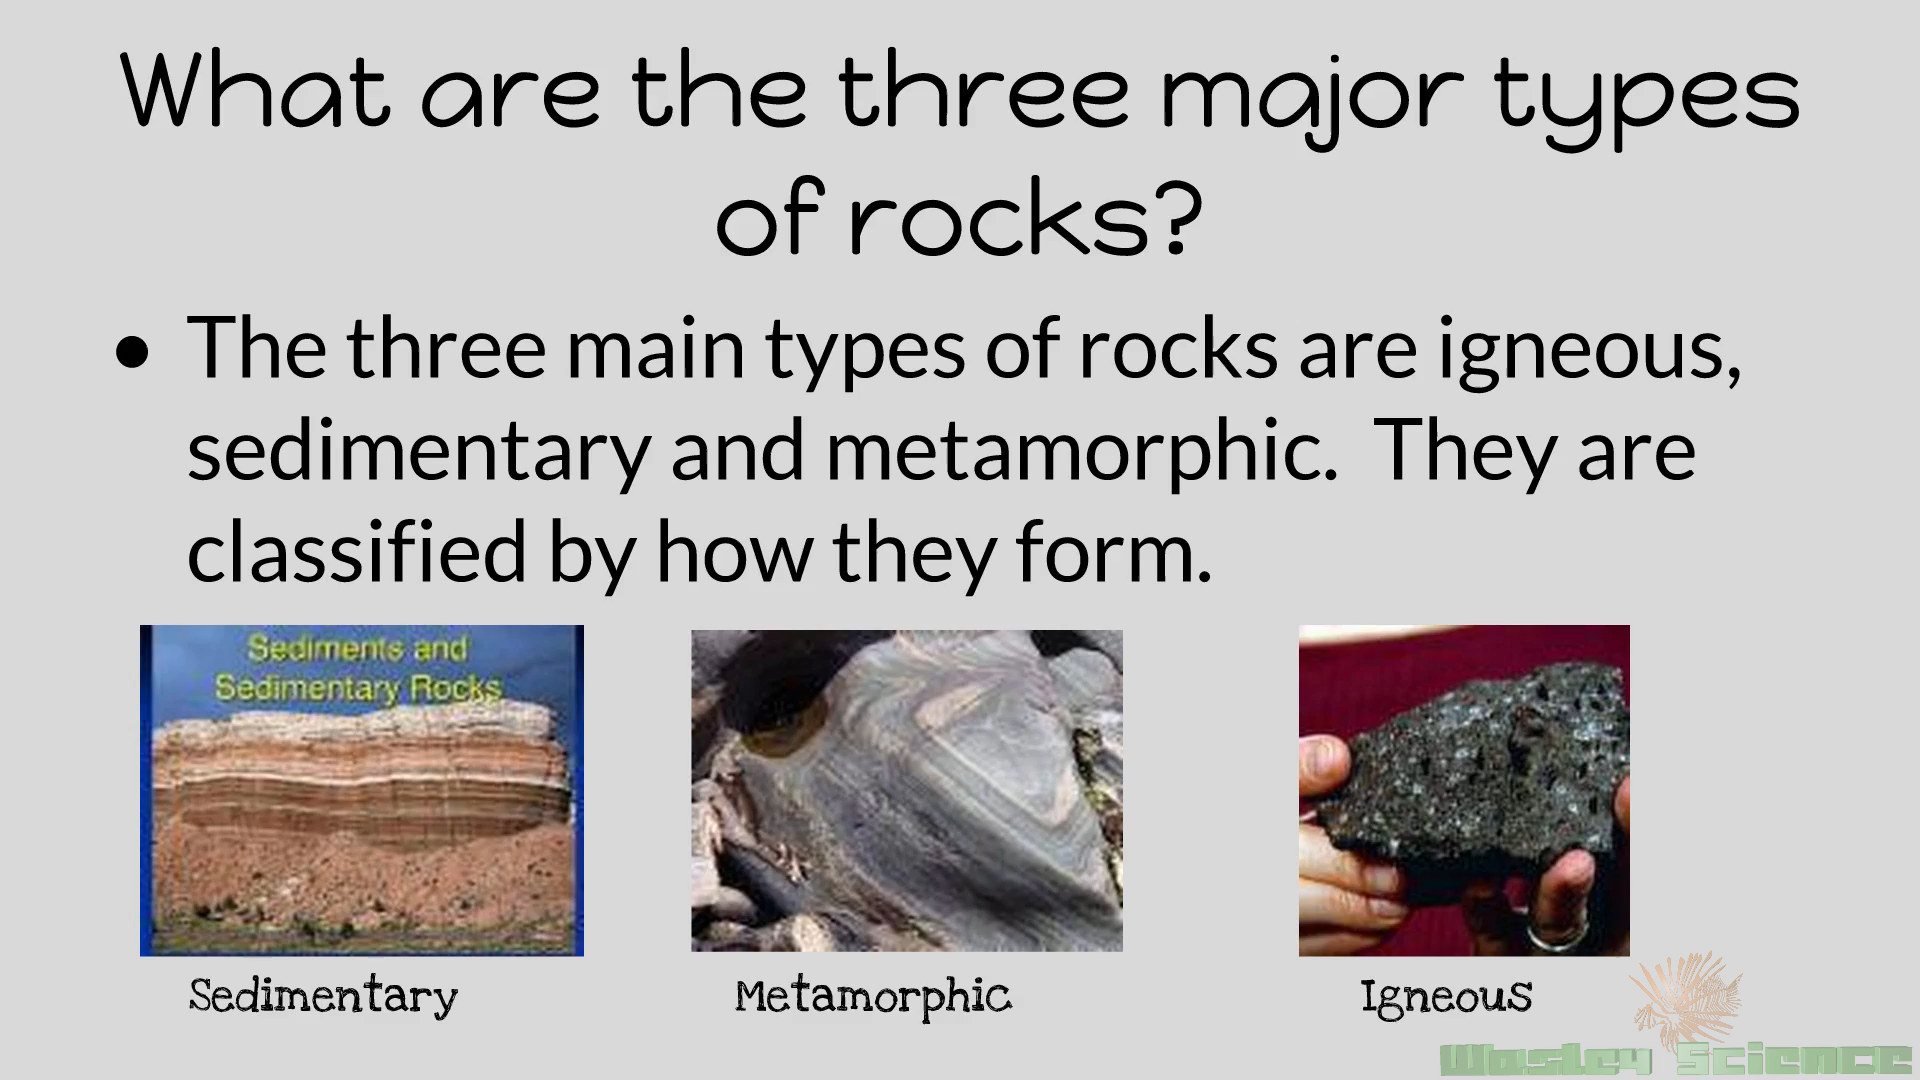 What are the three major types
of rocks?
• The three main types of rocks are igneous,
sedimentary and metamorphic.  They are
classified by how they form.
Sediments and
Sedimentary Rocks
Sedimentary
Metamorphic
Igneous
Wasley Science